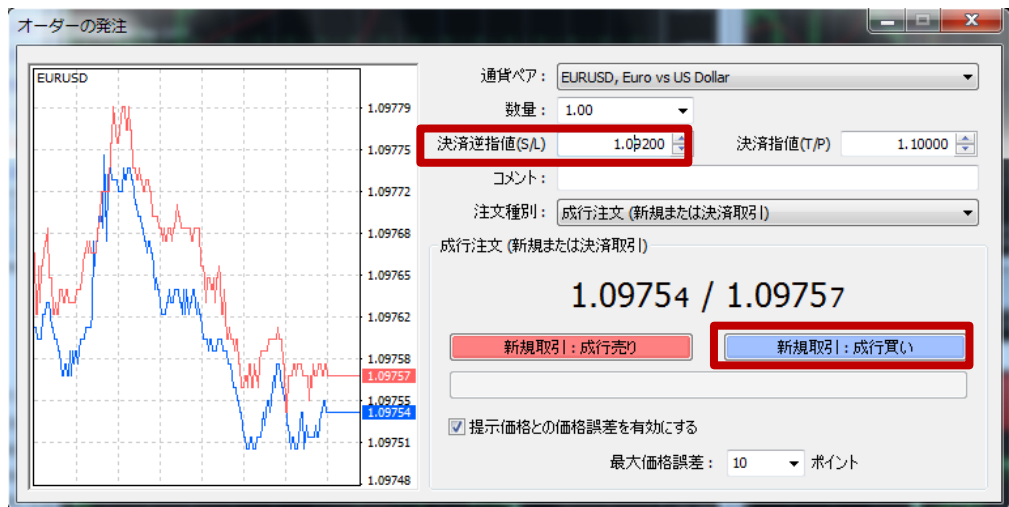 オーダーの発注
EURUSD
1.09779
1.09775
1.09772
1.09768
1.09765
1.09762
1.09758
1.09757
1.09755
1.09754
1.09751
1.09748
通貨ペア： EURUSD, Euro vs US Dollar
数量： 1.00
決済逆指値(S/L) 1.09200 決済指値(T/P) 1.10000
コメント：
注文種別： 成行注文 (新規または決済取引)
成行注文 (新規または決済取引)
1.09754 / 1.09757
新規取引：成行売り 新規取引：成行買い
提示価格との価格誤差を有効にする
最大価格誤差： 10 ポイント